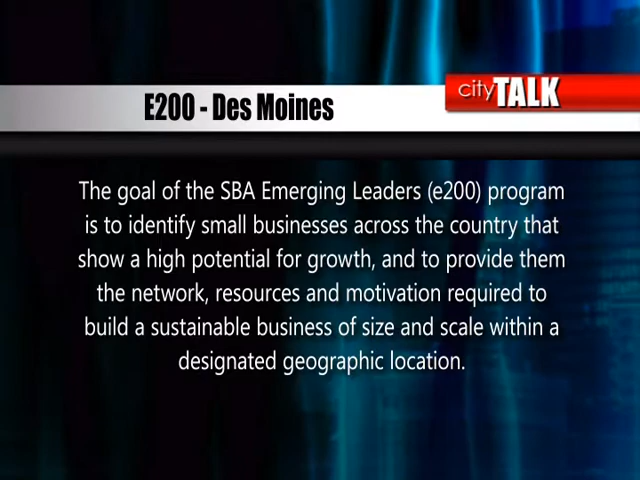 cityTALK
E200 - Des Moines
The goal of the SBA Emerging Leaders (e200) program
is to identify small businesses across the country that
show a high potential for growth, and to provide them
the network, resources and motivation required to
build a sustainable business of size and scale within a
designated geographic location.